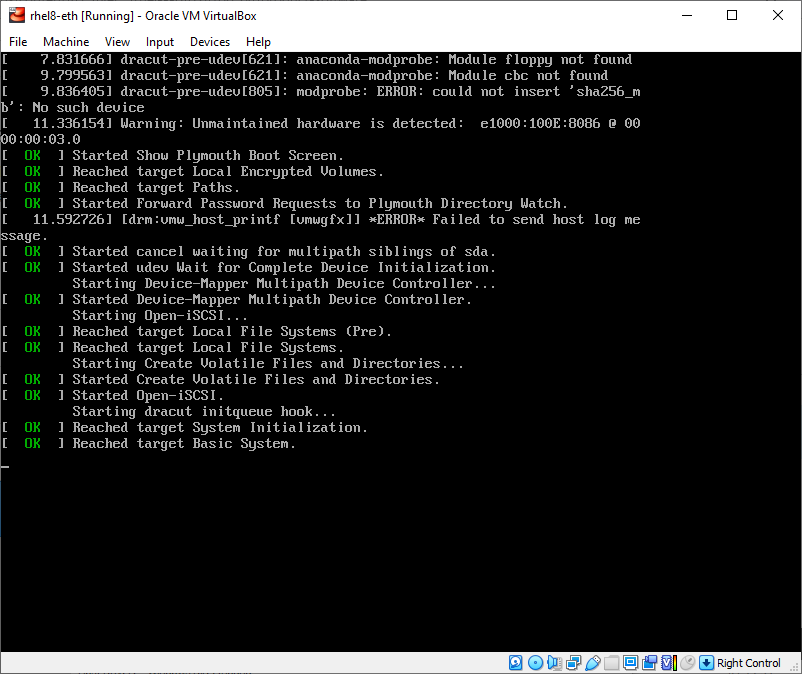 rhel8-eth [Running] - Oracle VM VirtualBox
File Machine View Input Devices Help
[    7.831666] dracut-pre-udev[621]: anaconda-modprobe: Module floppy not found
[    9.799563] dracut-pre-udev[621]: anaconda-modprobe: Module cbc not found
[    9.836405] dracut-pre-udev[805]: modprobe: ERROR: could not insert 'sha256_m
b': No such device
[   11.336154] Warning: Unmaintained hardware is detected:  e1000:100E:8086 @ 00
00:00:03.0
[  OK  ] Started Show Plymouth Boot Screen.
[  OK  ] Reached target Local Encrypted Volumes.
[  OK  ] Reached target Paths.
[  OK  ] Started Forward Password Requests to Plymouth Directory Watch.
[   11.592726] [drm:vmw_host_printf [vmwgfx]] *ERROR* Failed to send host log me
ssage.
[  OK  ] Started cancel waiting for multipath siblings of sda.
[  OK  ] Started udev Wait for Complete Device Initialization.
         Starting Device-Mapper Multipath Device Controller...
[  OK  ] Started Device-Mapper Multipath Device Controller.
         Starting Open-iSCSI...
[  OK  ] Reached target Local File Systems (Pre).
[  OK  ] Reached target Local File Systems.
         Starting Create Volatile Files and Directories...
[  OK  ] Started Create Volatile Files and Directories.
[  OK  ] Started Open-iSCSI.
         Starting dracut initqueue hook...
[  OK  ] Reached target System Initialization.
[  OK  ] Reached target Basic System.
Right Control